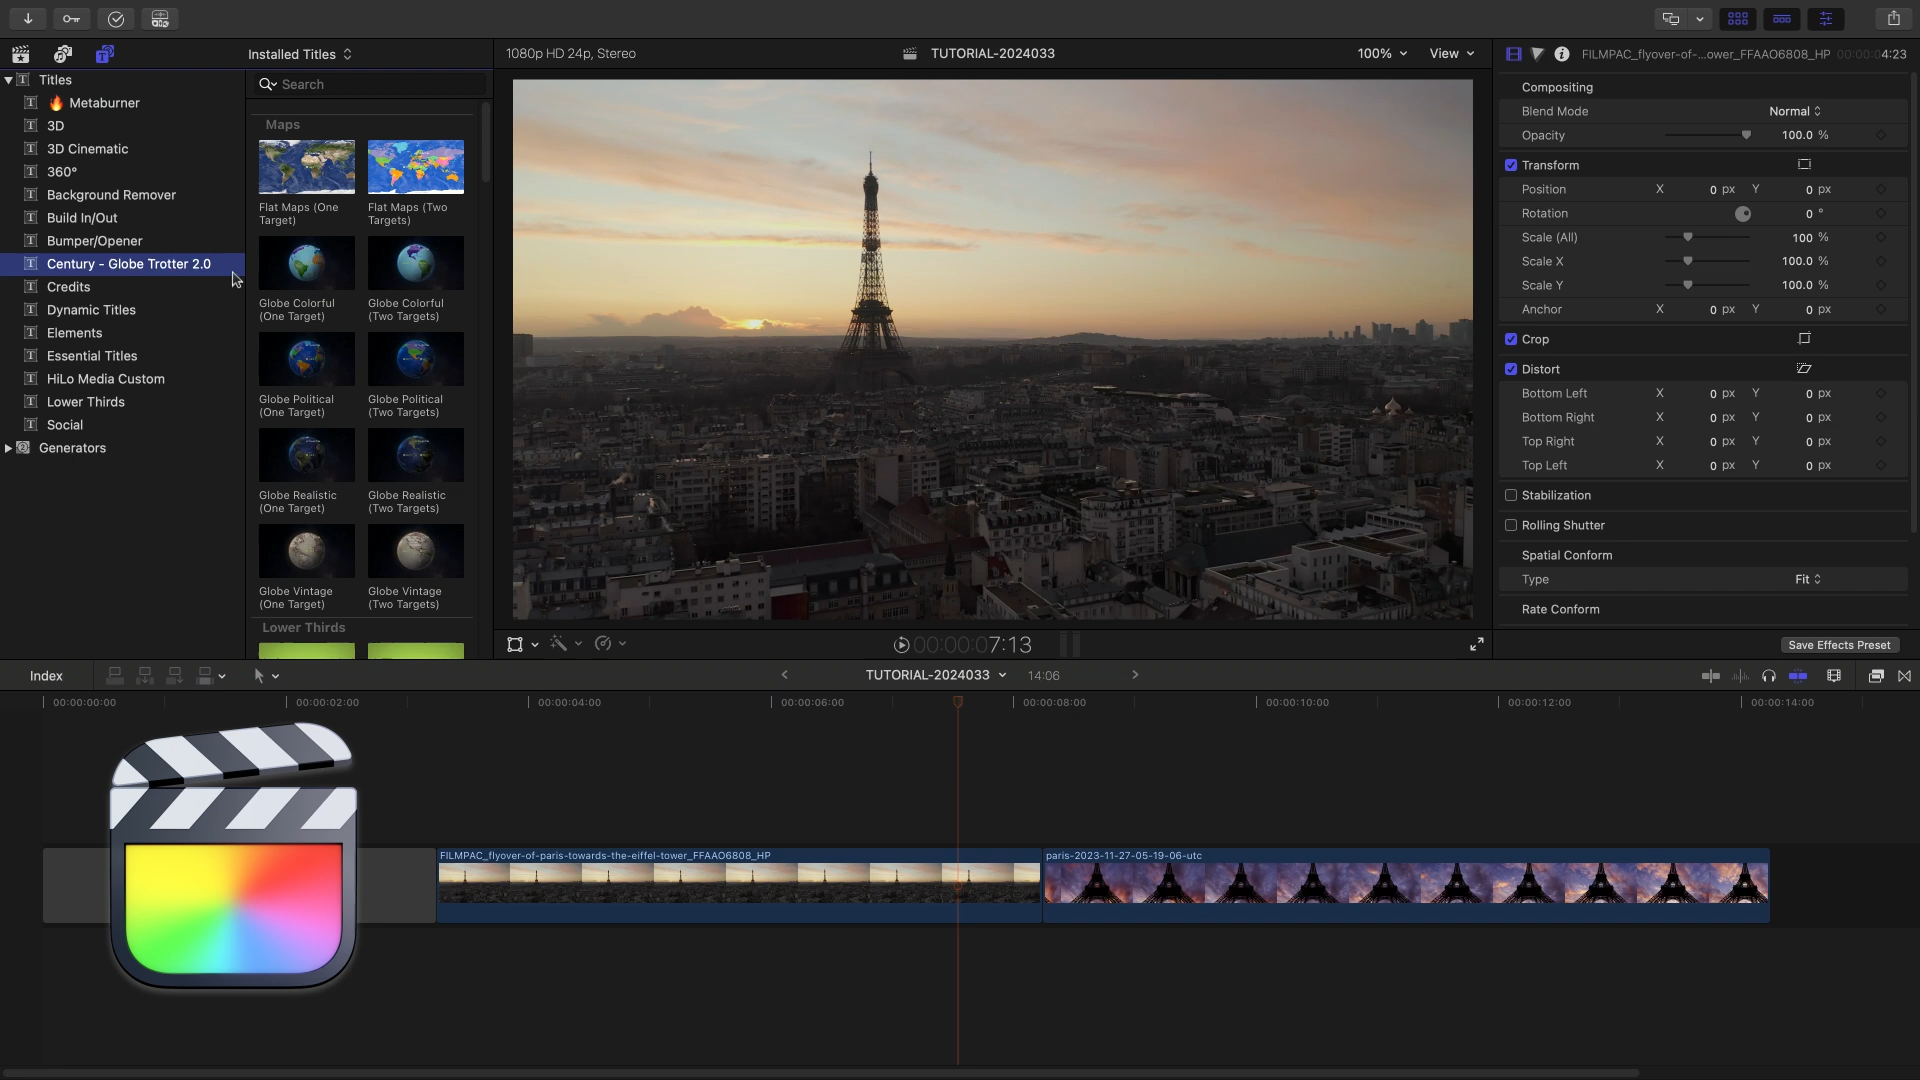 Installed Titles
1080p HD 24p, Stereo
TUTORIAL-2024033
100%
View
FILMPAC_flyover-of-...ower_FFAAO6808_HP
00:00:04:23
Titles
🔥 Metaburner
3D
3D Cinematic
360°
Background Remover
Build In/Out
Bumper/Opener
Century - Globe Trotter 2.0
Credits
Dynamic Titles
Elements
Essential Titles
HiLo Media Custom
Lower Thirds
Social
Generators
Search
Maps
Flat Maps (One
Target)
Flat Maps (Two
Targets)
Globe Colorful
(One Target)
Globe Colorful
(Two Targets)
Globe Political
(One Target)
Globe Political
(Two Targets)
Globe Realistic
(One Target)
Globe Realistic
(Two Targets)
Globe Vintage
(One Target)
Globe Vintage
(Two Targets)
Lower Thirds
00:00:07:13
Compositing
Blend Mode Normal
Opacity 100.0 %
Transform
Position X 0 px Y 0 px
Rotation 0 °
Scale (All) 100 %
Scale X 100.0 %
Scale Y 100.0 %
Anchor X 0 px Y 0 px
Crop
Distort
Bottom Left X 0 px Y 0 px
Bottom Right X 0 px Y 0 px
Top Right X 0 px Y 0 px
Top Left X 0 px Y 0 px
Stabilization
Rolling Shutter
Spatial Conform
Type Fit
Rate Conform
Save Effects Preset
Index
TUTORIAL-2024033
14:06
00:00:00:00
00:00:02:00
00:00:04:00
00:00:06:00
00:00:08:00
00:00:10:00
00:00:12:00
00:00:14:00
FILMPAC_flyover-of-paris-towards-the-eiffel-tower_FFAAO6808_HP
paris-2023-11-27-05-19-06-utc